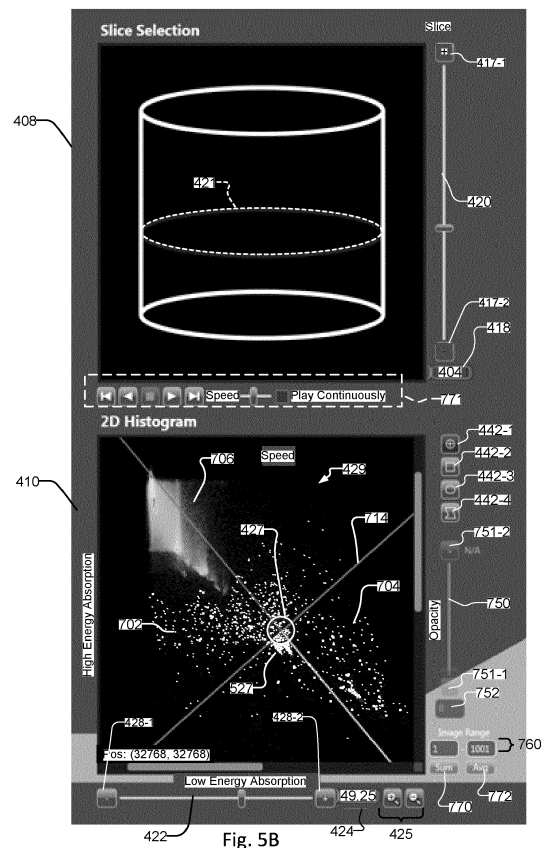 Slice Selection
Slice
417-1
408
421
420
417-2
418
404
Speed
Play Continuously
771
2D Histogram
442-1
706
Speed
429
442-2
410
442-3
442-4
427
714
751-2
N/A
High Energy Absorption
704
750
702
Opacity
527
751-1
752
428-1
428-2
Image Range
Pos: (32768, 32768)
1
1001
760
Low Energy Absorption
Sum
Avg
49.25
770
772
422
424
425
Fig. 5B